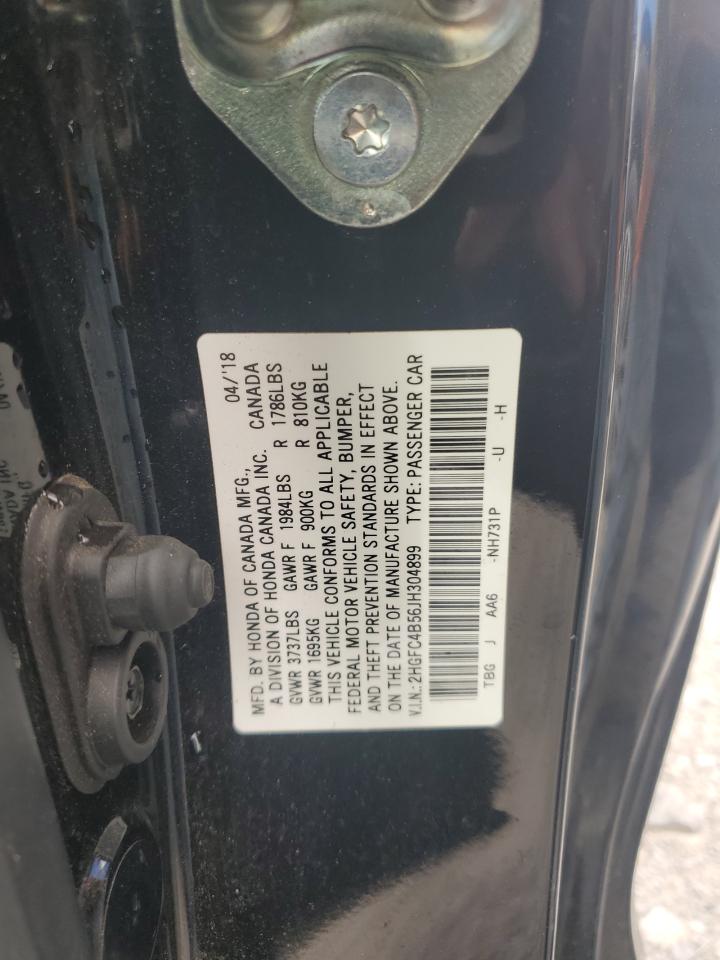 MFD. BY HONDA OF CANADA MFG., 04/'18
A DIVISION OF HONDA CANADA INC. CANADA
GVWR 3737LBS GAWR F 1984LBS R 1786LBS
GVWR 1695KG GAWR F 900KG R 810KG
THIS VEHICLE CONFORMS TO ALL APPLICABLE
FEDERAL MOTOR VEHICLE SAFETY, BUMPER,
AND THEFT PREVENTION STANDARDS IN EFFECT
ON THE DATE OF MANUFACTURE SHOWN ABOVE.
V.I.N.: 2HGFC4B56JH304899 TYPE: PASSENGER CAR
TBG J AA6 -NH731P -U -H